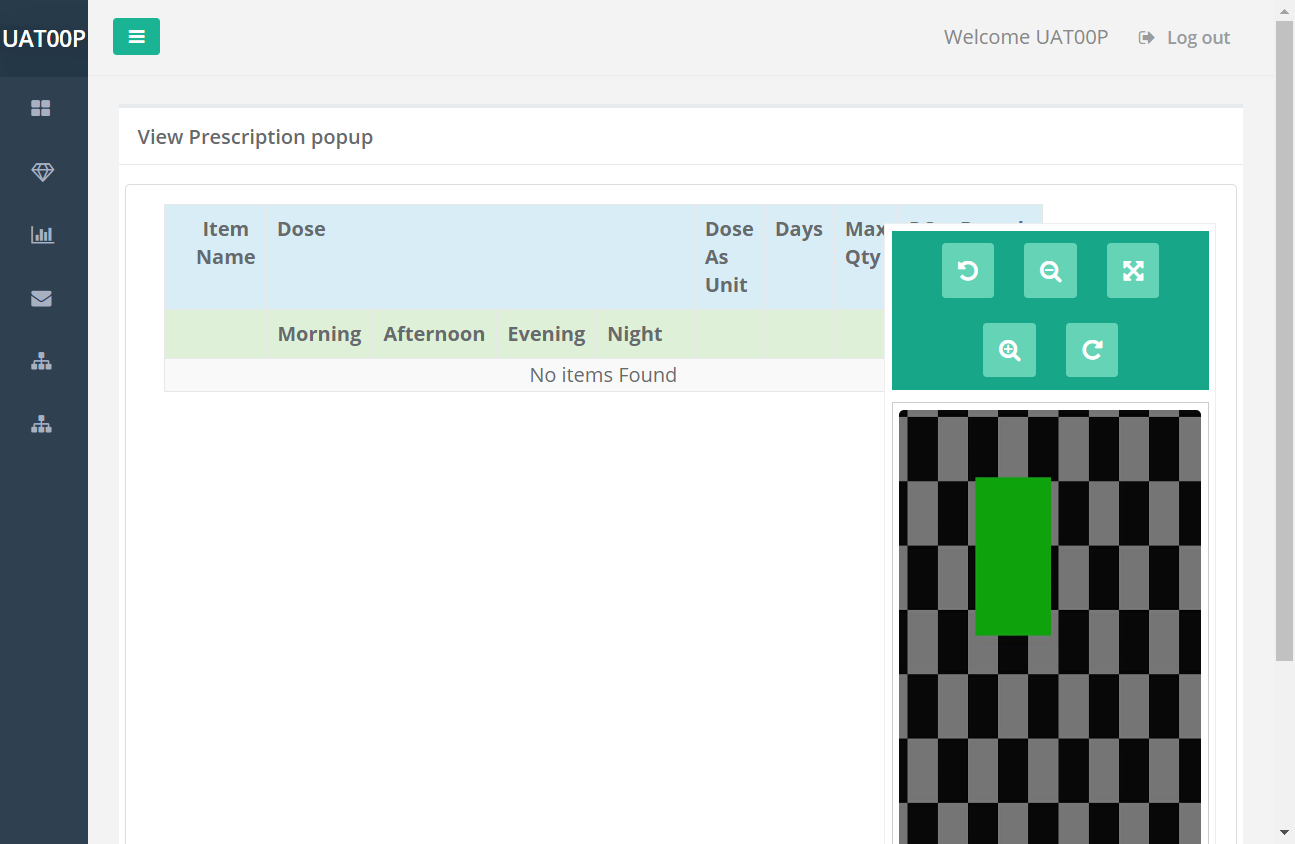 UAT00P
Welcome UAT00P
Log out
View Prescription popup
Item Name
Dose
Dose As Unit
Days
Max Qty
Morning
Afternoon
Evening
Night
No items Found